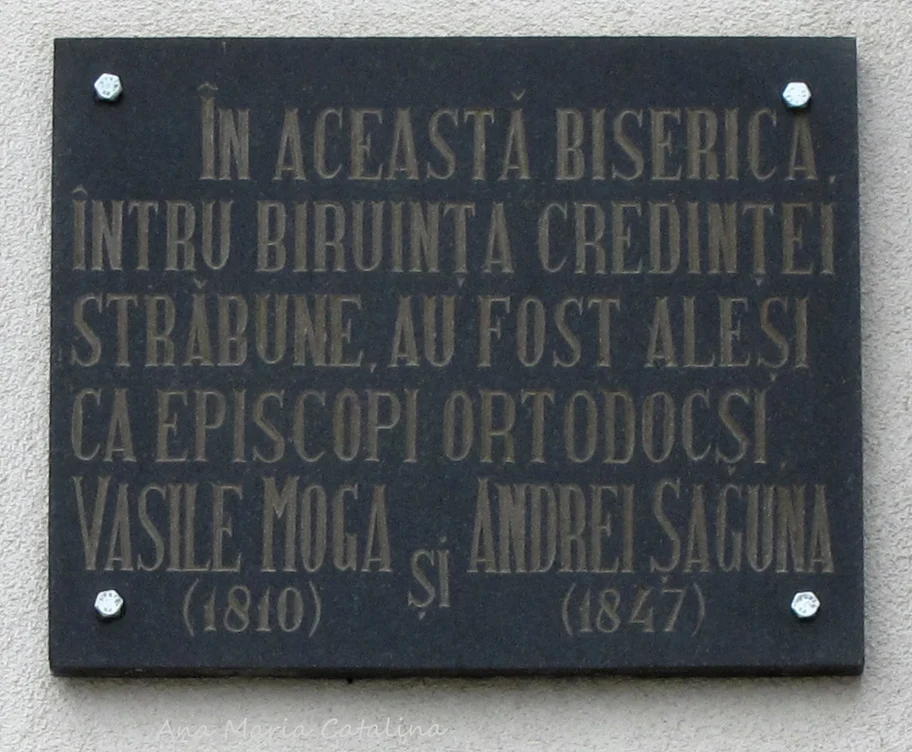 ÎN ACEASTĂ BISERICĂ,
ÎNTRU BIRUINȚA CREDINȚEI
STRĂBUNE, AU FOST ALEȘI
CA EPISCOPI ORTODOCȘI,
VASILE MOGA ȘI ANDREI ȘAGUNA
(1810) (1847)
Ana Maria Catalina